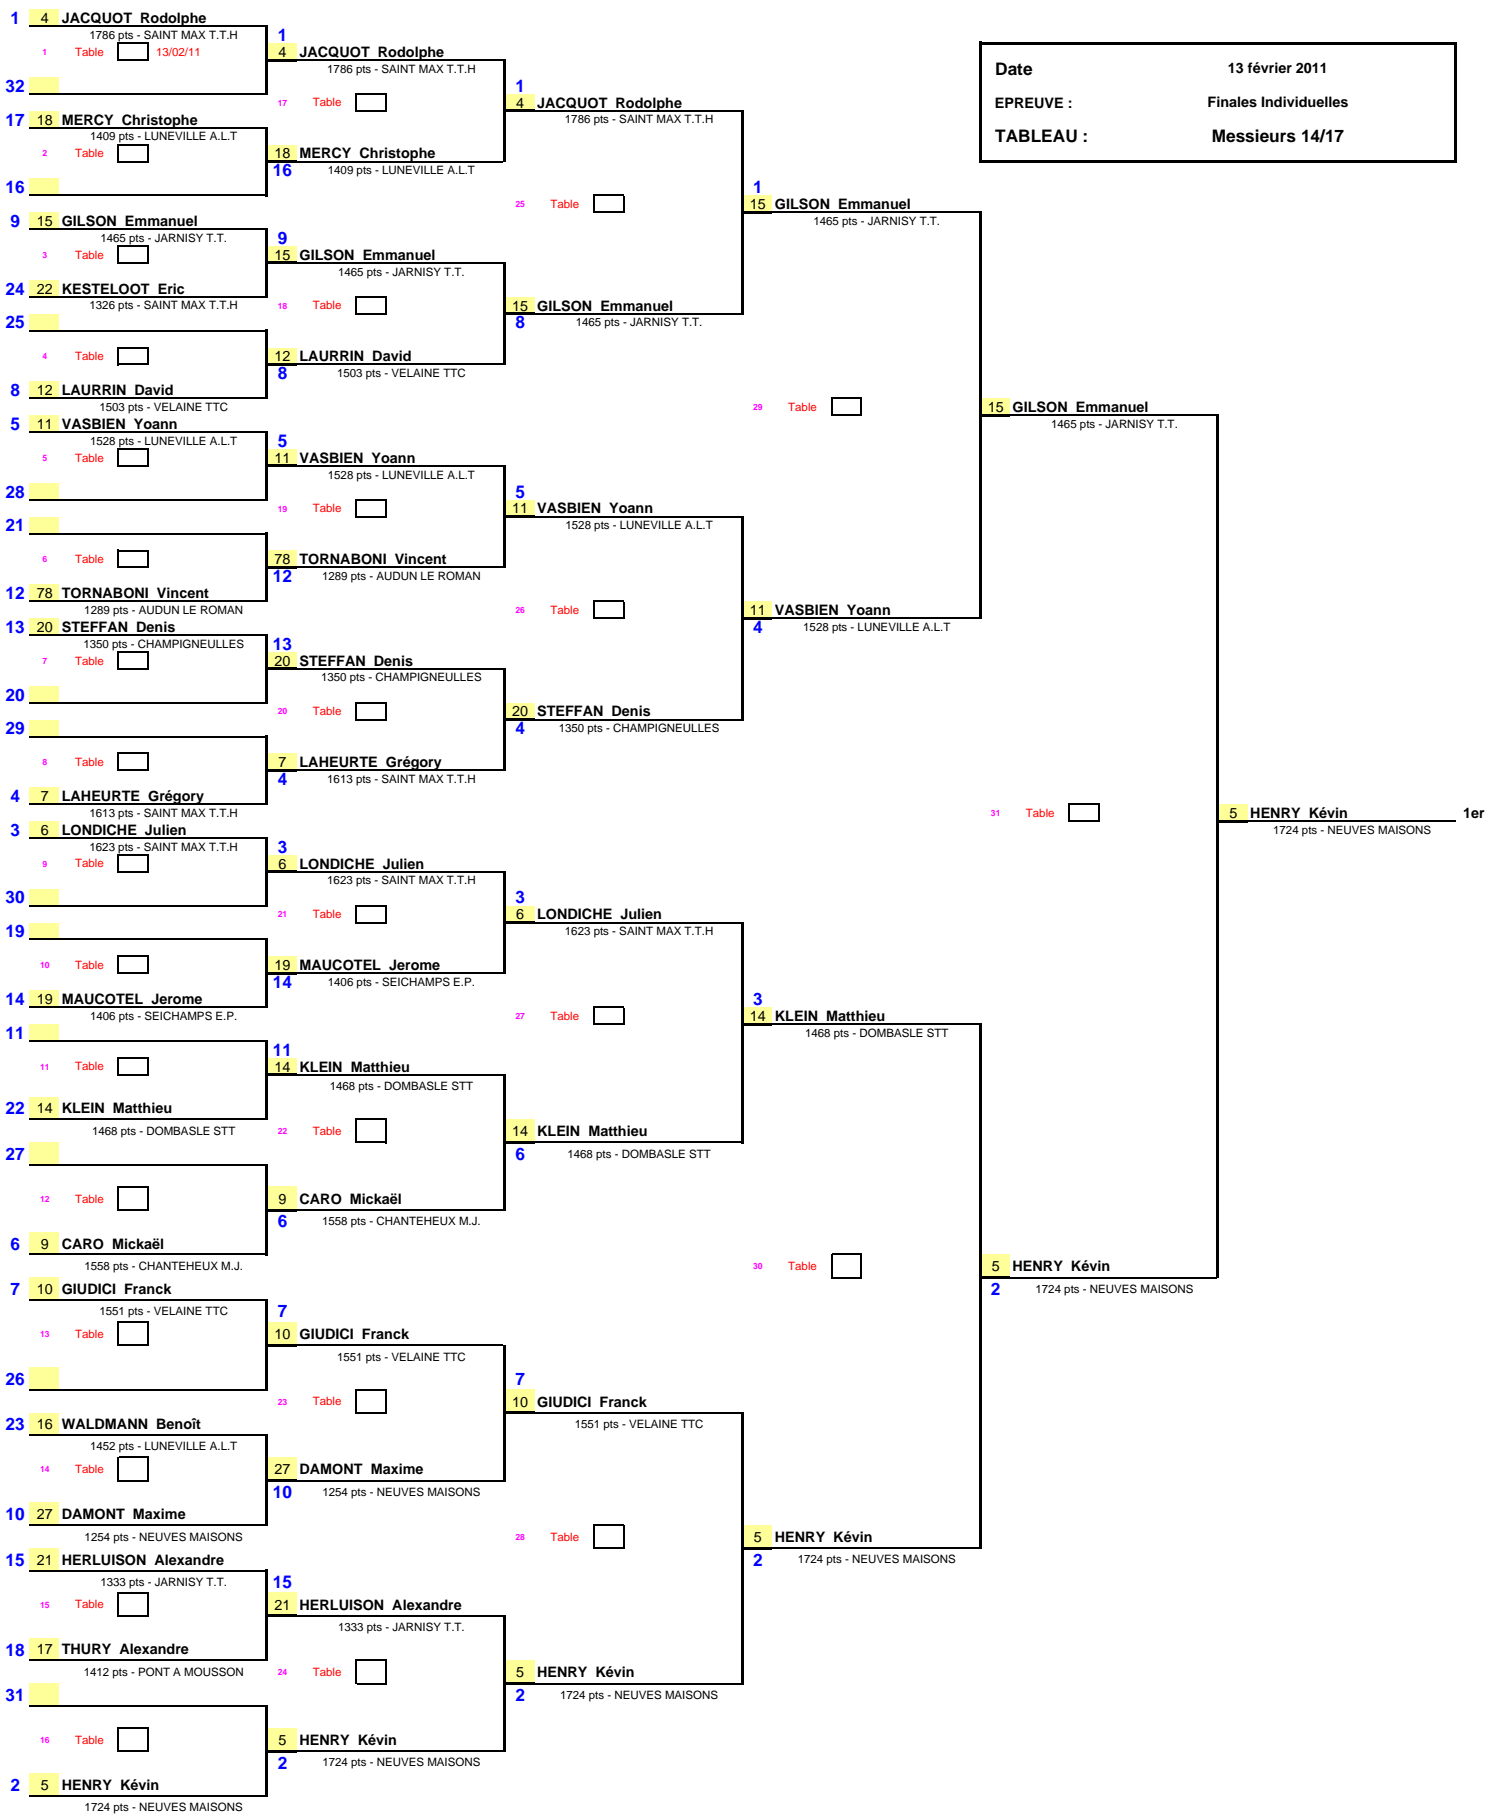 Date 13 février 2011
EPREUVE : Finales Individuelles
TABLEAU : Messieurs 14/17
1 4 JACQUOT Rodolphe
1786 pts - SAINT MAX T.T.H
1 Table 13/02/11
32
17 18 MERCY Christophe
1409 pts - LUNEVILLE A.L.T
2 Table
16
9 15 GILSON Emmanuel
1465 pts - JARNISY T.T.
3 Table
24 22 KESTELOOT Eric
1326 pts - SAINT MAX T.T.H
25
4 Table
8 12 LAURRIN David
1503 pts - VELAINE TTC
5 11 VASBIEN Yoann
1528 pts - LUNEVILLE A.L.T
5 Table
28
21
6 Table
12 78 TORNABONI Vincent
1289 pts - AUDUN LE ROMAN
13 20 STEFFAN Denis
1350 pts - CHAMPIGNEULLES
7 Table
20
29
8 Table
4 7 LAHEURTE Grégory
1613 pts - SAINT MAX T.T.H
3 6 LONDICHE Julien
1623 pts - SAINT MAX T.T.H
9 Table
30
19
10 Table
14 19 MAUCOTEL Jerome
1406 pts - SEICHAMPS E.P.
11
11 Table
22 14 KLEIN Matthieu
1468 pts - DOMBASLE STT
27
12 Table
6 9 CARO Mickaël
1558 pts - CHANTEHEUX M.J.
7 10 GIUDICI Franck
1551 pts - VELAINE TTC
13 Table
26
23 16 WALDMANN Benoît
1452 pts - LUNEVILLE A.L.T
14 Table
10 27 DAMONT Maxime
1254 pts - NEUVES MAISONS
15 21 HERLUISON Alexandre
1333 pts - JARNISY T.T.
15 Table
18 17 THURY Alexandre
1412 pts - PONT A MOUSSON
31
16 Table
2 5 HENRY Kévin
1724 pts - NEUVES MAISONS
1
4 JACQUOT Rodolphe
1786 pts - SAINT MAX T.T.H
17 Table
18 MERCY Christophe
16 1409 pts - LUNEVILLE A.L.T
9
15 GILSON Emmanuel
1465 pts - JARNISY T.T.
18 Table
12 LAURRIN David
8 1503 pts - VELAINE TTC
5
11 VASBIEN Yoann
1528 pts - LUNEVILLE A.L.T
19 Table
78 TORNABONI Vincent
12 1289 pts - AUDUN LE ROMAN
13
20 STEFFAN Denis
1350 pts - CHAMPIGNEULLES
20 Table
7 LAHEURTE Grégory
4 1613 pts - SAINT MAX T.T.H
3
6 LONDICHE Julien
1623 pts - SAINT MAX T.T.H
21 Table
19 MAUCOTEL Jerome
14 1406 pts - SEICHAMPS E.P.
11
14 KLEIN Matthieu
1468 pts - DOMBASLE STT
22 Table
9 CARO Mickaël
6 1558 pts - CHANTEHEUX M.J.
7
10 GIUDICI Franck
1551 pts - VELAINE TTC
23 Table
27 DAMONT Maxime
10 1254 pts - NEUVES MAISONS
15
21 HERLUISON Alexandre
1333 pts - JARNISY T.T.
24 Table
5 HENRY Kévin
2 1724 pts - NEUVES MAISONS
1
4 JACQUOT Rodolphe
1786 pts - SAINT MAX T.T.H
25 Table
15 GILSON Emmanuel
8 1465 pts - JARNISY T.T.
5
11 VASBIEN Yoann
1528 pts - LUNEVILLE A.L.T
26 Table
20 STEFFAN Denis
4 1350 pts - CHAMPIGNEULLES
3
6 LONDICHE Julien
1623 pts - SAINT MAX T.T.H
27 Table
14 KLEIN Matthieu
6 1468 pts - DOMBASLE STT
7
10 GIUDICI Franck
1551 pts - VELAINE TTC
28 Table
5 HENRY Kévin
2 1724 pts - NEUVES MAISONS
1
15 GILSON Emmanuel
1465 pts - JARNISY T.T.
29 Table
11 VASBIEN Yoann
4 1528 pts - LUNEVILLE A.L.T
3
14 KLEIN Matthieu
1468 pts - DOMBASLE STT
30 Table
5 HENRY Kévin
2 1724 pts - NEUVES MAISONS
15 GILSON Emmanuel
1465 pts - JARNISY T.T.
31 Table
5 HENRY Kévin
2 1724 pts - NEUVES MAISONS
5 HENRY Kévin 1er
1724 pts - NEUVES MAISONS